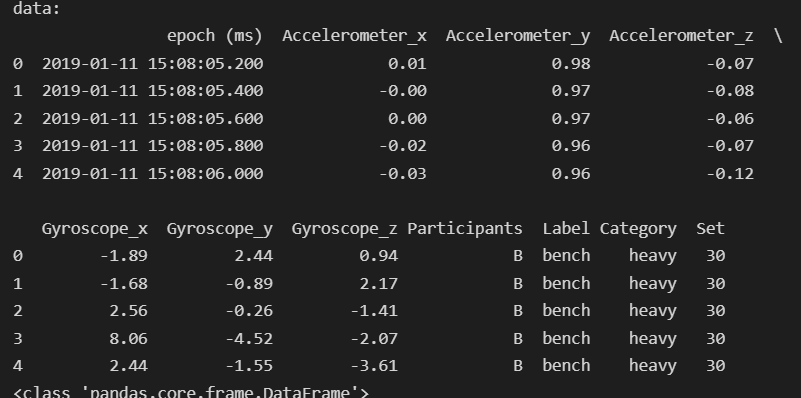 data:
epoch (ms) Accelerometer_x Accelerometer_y Accelerometer_z \
0 2019-01-11 15:08:05.200 0.01 0.98 -0.07
1 2019-01-11 15:08:05.400 -0.00 0.97 -0.08
2 2019-01-11 15:08:05.600 0.00 0.97 -0.06
3 2019-01-11 15:08:05.800 -0.02 0.96 -0.07
4 2019-01-11 15:08:06.000 -0.03 0.96 -0.12
Gyroscope_x Gyroscope_y Gyroscope_z Participants Label Category Set
0 -1.89 2.44 0.94 B bench heavy 30
1 -1.68 -0.89 2.17 B bench heavy 30
2 2.56 -0.26 -1.41 B bench heavy 30
3 8.06 -4.52 -2.07 B bench heavy 30
4 2.44 -1.55 -3.61 B bench heavy 30
<class 'pandas.core.frame.DataFrame'>